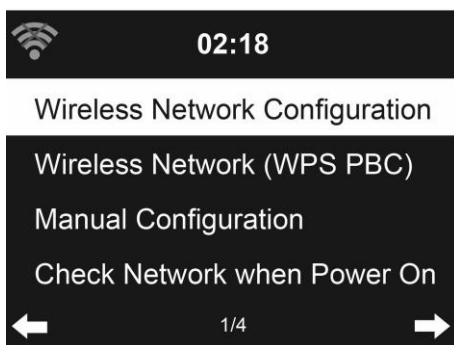 02:18
Wireless Network Configuration
Wireless Network (WPS PBC)
Manual Configuration
Check Network when Power On
1/4